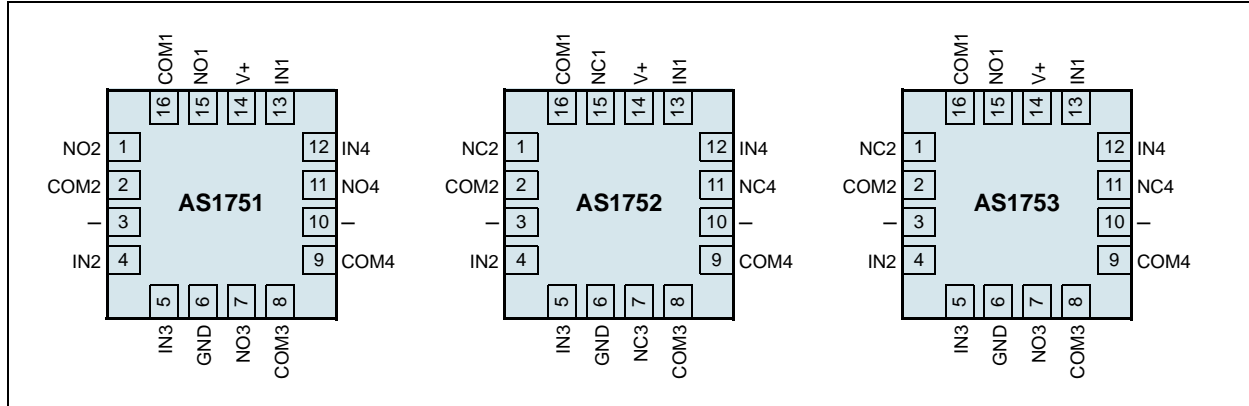 COM1 NO1 V+ IN1
16 15 14 13
NO2 1 12 IN4
COM2 2 11 NO4
AS1751
– 3 10 –
IN2 4 9 COM4
5 6 7 8
IN3 GND NO3 COM3
COM1 NC1 V+ IN1
16 15 14 13
NC2 1 12 IN4
COM2 2 11 NC4
AS1752
– 3 10 –
IN2 4 9 COM4
5 6 7 8
IN3 GND NC3 COM3
COM1 NO1 V+ IN1
16 15 14 13
NC2 1 12 IN4
COM2 2 11 NC4
AS1753
– 3 10 –
IN2 4 9 COM4
5 6 7 8
IN3 GND NO3 COM3